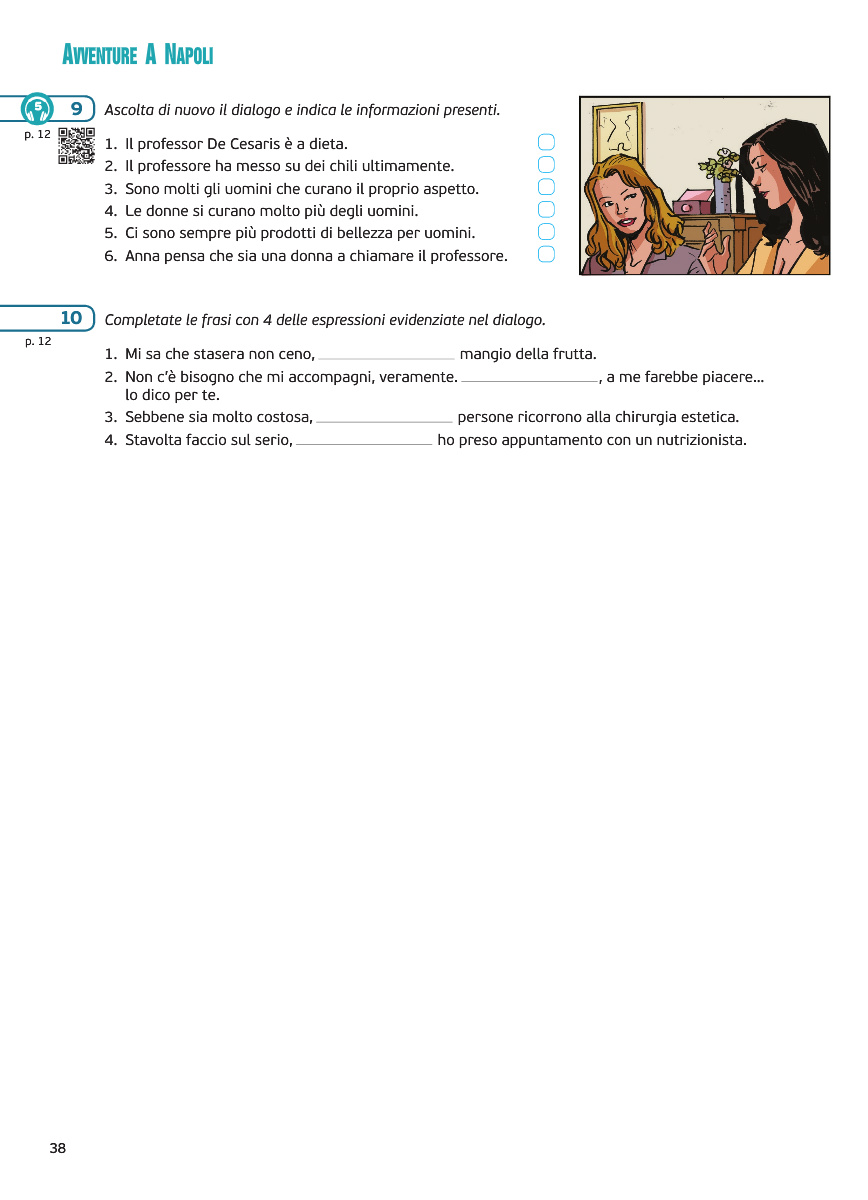 AVVENTURE A NAPOLI
5 9 Ascolta di nuovo il dialogo e indica le informazioni presenti.
p. 12
1. Il professor De Cesaris è a dieta.
2. Il professore ha messo su dei chili ultimamente.
3. Sono molti gli uomini che curano il proprio aspetto.
4. Le donne si curano molto più degli uomini.
5. Ci sono sempre più prodotti di bellezza per uomini.
6. Anna pensa che sia una donna a chiamare il professore.
10 Completate le frasi con 4 delle espressioni evidenziate nel dialogo.
p. 12
1. Mi sa che stasera non ceno, ____________ mangio della frutta.
2. Non c'è bisogno che mi accompagni, veramente. ____________, a me farebbe piacere...
lo dico per te.
3. Sebbene sia molto costosa, ____________ persone ricorrono alla chirurgia estetica.
4. Stavolta faccio sul serio, ____________ ho preso appuntamento con un nutrizionista.
38